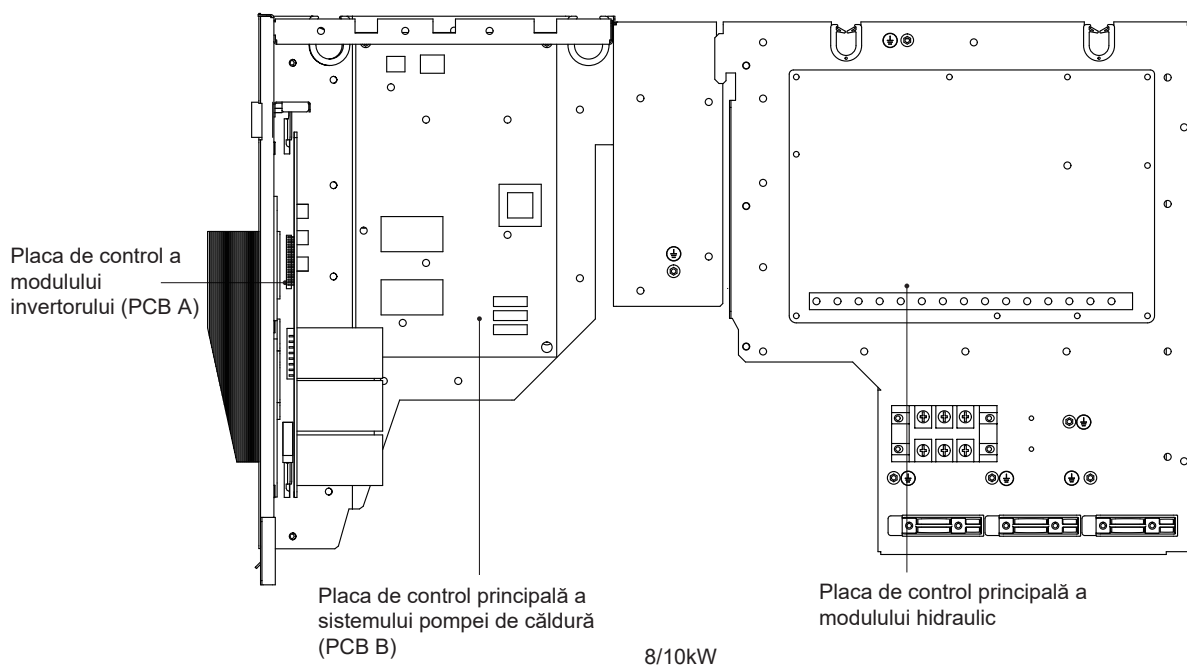 Placa de control a
modulului
invertorului (PCB A)
Placa de control principală a
sistemului pompei de căldură
(PCB B)
Placa de control principală a
modulului hidraulic
8/10kW